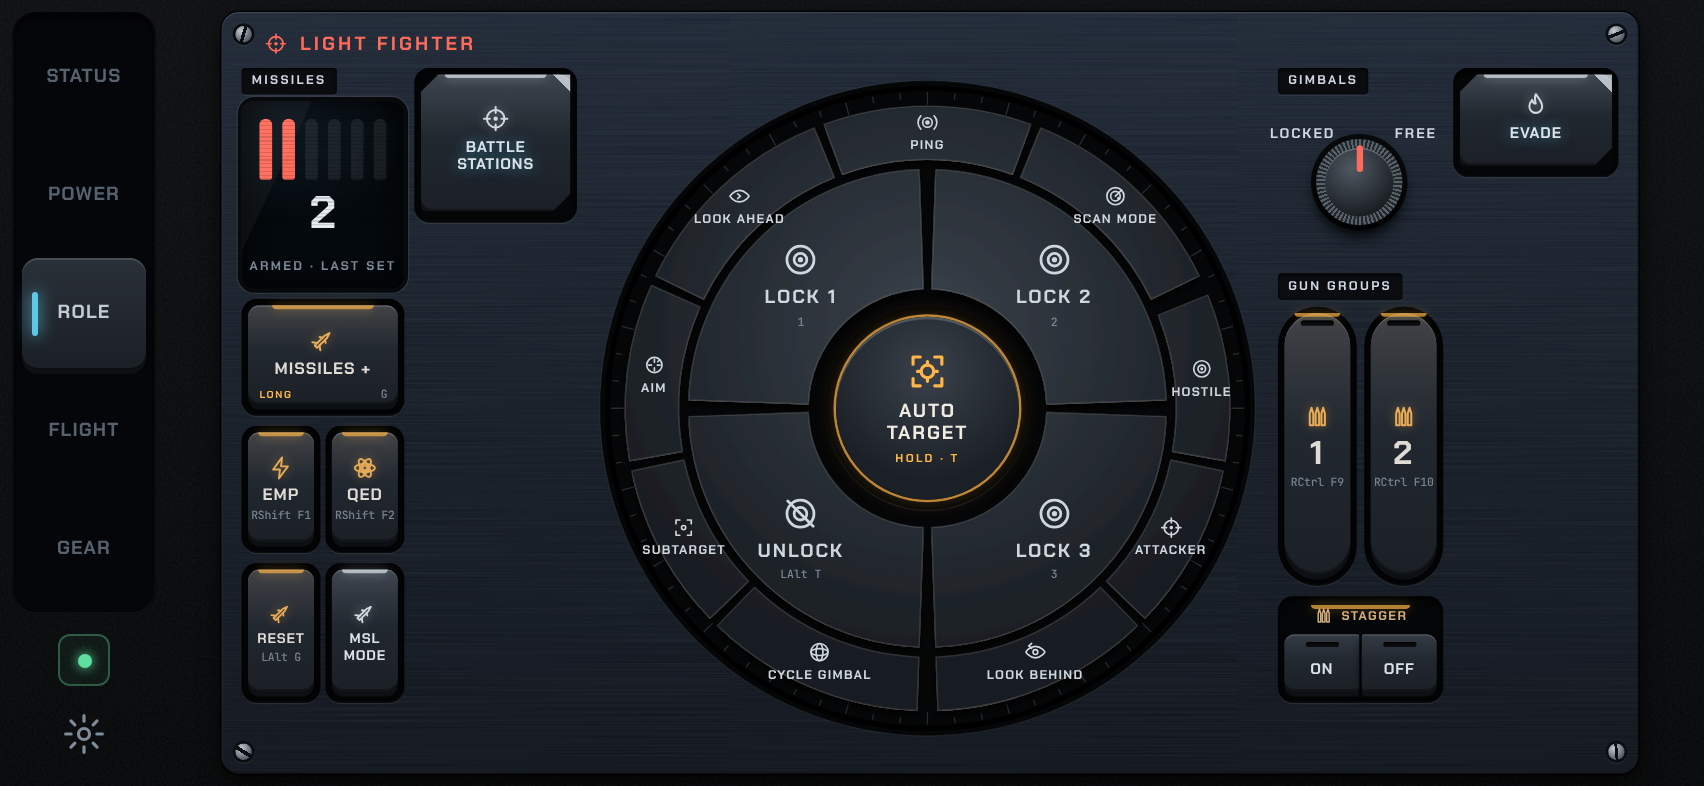 STATUS
POWER
ROLE
FLIGHT
GEAR
LIGHT FIGHTER
MISSILES
2
ARMED · LAST SET
BATTLE
STATIONS
MISSILES +
LONG G
EMP
RShift F1
QED
RShift F2
RESET
LAlt G
MSL
MODE
PING
LOOK AHEAD
SCAN MODE
LOCK 1
1
LOCK 2
2
AIM
HOSTILE
AUTO
TARGET
HOLD · T
SUBTARGET
UNLOCK
LAlt T
LOCK 3
3
ATTACKER
CYCLE GIMBAL
LOOK BEHIND
GIMBALS
LOCKED FREE
EVADE
GUN GROUPS
1
RCtrl F9
2
RCtrl F10
STAGGER
ON OFF